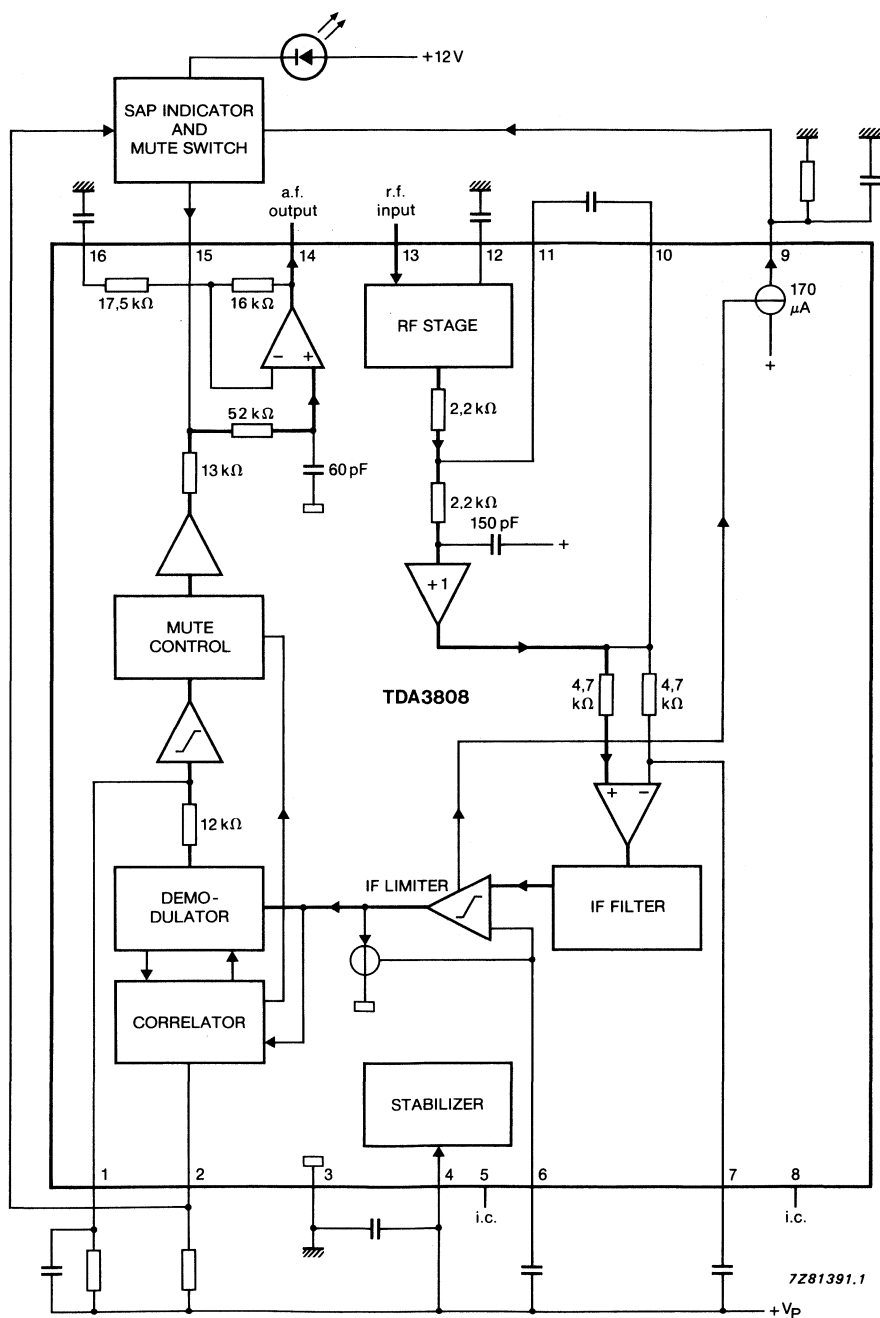 +12V
SAP INDICATOR
AND
MUTE SWITCH
a.f.
output
r.f.
input
16
15
14
13
12
11
10
9
17,5 kΩ
16 kΩ
RF STAGE
170
μA
+
− +
52 kΩ
2,2 kΩ
13 kΩ
60 pF
2,2 kΩ
150 pF
+
+1
MUTE
CONTROL
TDA3808
4,7
kΩ
4,7
kΩ
+ −
12 kΩ
DEMO-
DULATOR
IF LIMITER
IF FILTER
CORRELATOR
STABILIZER
1
2
3
4
5
6
7
8
i.c.
i.c.
7Z81391.1
+VP